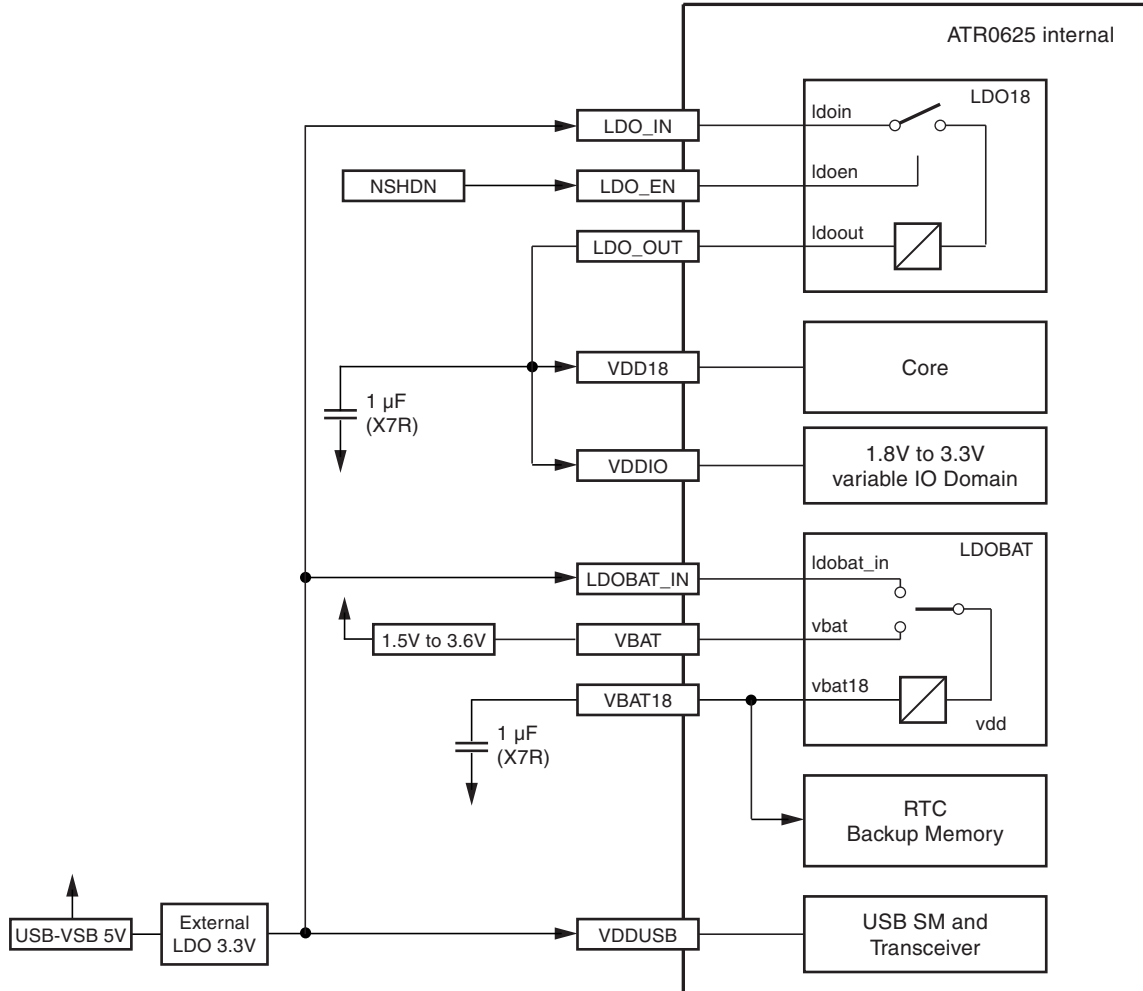 ATR0625 internal
LDO18
LDO_IN
ldoin
NSHDN
LDO_EN
ldoen
LDO_OUT
ldoout
VDD18
Core
1 µF
(X7R)
VDDIO
1.8V to 3.3V
variable IO Domain
LDOBAT
LDOBAT_IN
ldobat_in
1.5V to 3.6V
VBAT
vbat
VBAT18
vbat18
vdd
1 µF
(X7R)
RTC
Backup Memory
USB-VSB 5V
External
LDO 3.3V
VDDUSB
USB SM and
Transceiver